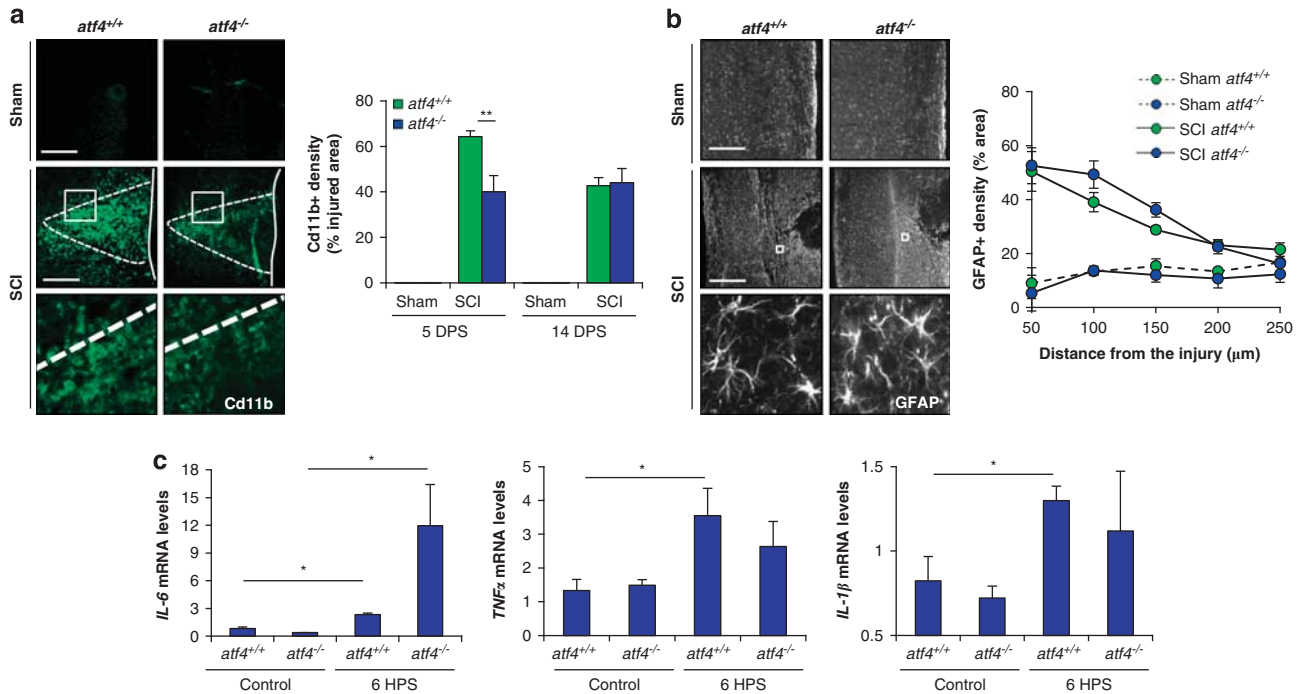 a
atf4+/+ atf4-/-
Sham
SCI
Cd11b
Cd11b+ density
(% injured area)
80
60
40
20
0
atf4+/+
atf4-/-
**
Sham SCI Sham SCI
5 DPS 14 DPS
b
atf4+/+ atf4-/-
Sham
SCI
GFAP
Sham atf4+/+
Sham atf4-/-
SCI atf4+/+
SCI atf4-/-
GFAP+ density (% area)
80
60
40
20
0
50 100 150 200 250
Distance from the injury (μm)
c
IL-6 mRNA levels
18
15
12
9
6
3
0
*
*
atf4+/+ atf4-/- atf4+/+ atf4-/-
Control 6 HPS
TNFα mRNA levels
5
4
3
2
1
0
*
atf4+/+ atf4-/- atf4+/+ atf4-/-
Control 6 HPS
IL-1β mRNA levels
1.5
1
0.5
*
atf4+/+ atf4-/- atf4+/+ atf4-/-
Control 6 HPS